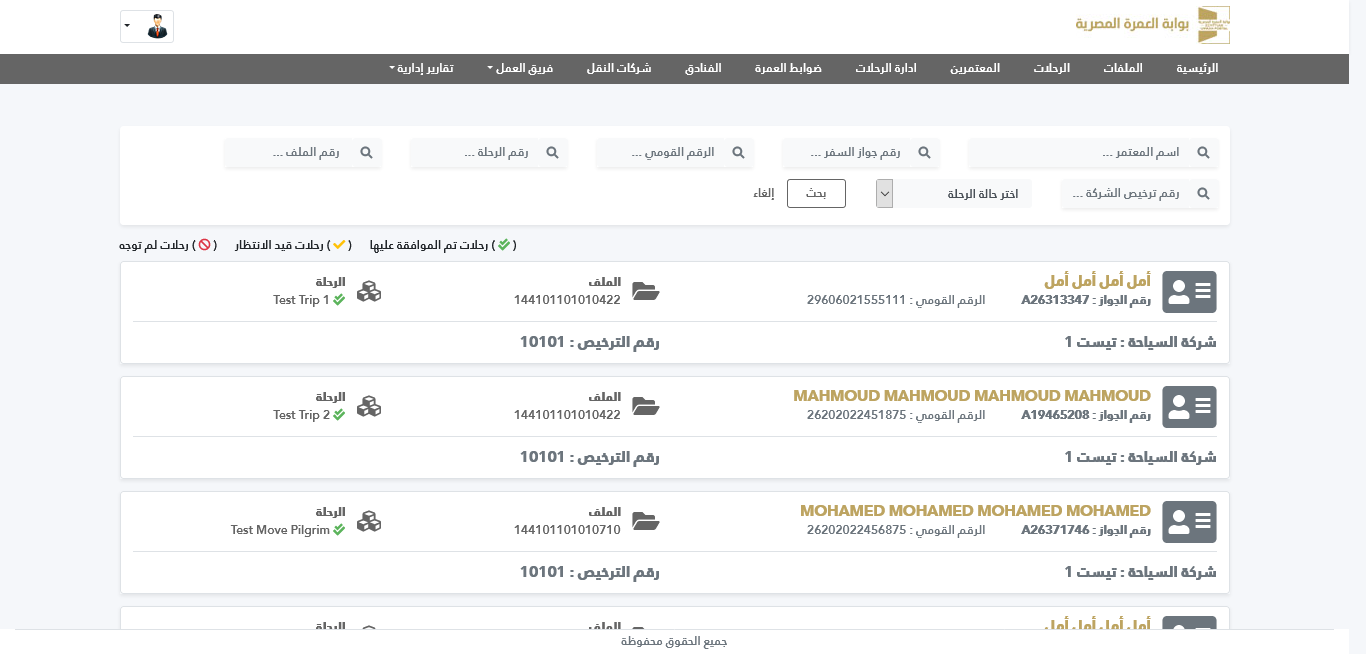 بوابة العمرة المصرية
الرئيسية الملفات الرحلات المعتمرين ادارة الرحلات ضوابط العمرة الفنادق شركات النقل فريق العمل تقارير إدارية
اسم المعتمر ... رقم جواز السفر ... الرقم القومي ... رقم الرحلة ... رقم الملف ...
رقم ترخيص الشركة ... اختر حالة الرحلة بحث إلغاء
( ) رحلات تم الموافقة عليها ( ) رحلات قيد الانتظار ( ) رحلات لم توجه
أمل أمل أمل أمل الملف الرحلة
رقم الجواز : A26313347 الرقم القومي : 29606021555111 144101101010422 Test Trip 1
شركة السياحة : تيست 1 رقم الترخيص : 10101
MAHMOUD MAHMOUD MAHMOUD MAHMOUD الملف الرحلة
رقم الجواز : A19465208 الرقم القومي : 26202022451875 144101101010422 Test Trip 2
شركة السياحة : تيست 1 رقم الترخيص : 10101
MOHAMED MOHAMED MOHAMED MOHAMED الملف الرحلة
رقم الجواز : A26371746 الرقم القومي : 26202022456875 144101101010710 Test Move Pilgrim
شركة السياحة : تيست 1 رقم الترخيص : 10101
أمل أمل أمل أمل الملف الرحلة
جميع الحقوق محفوظة